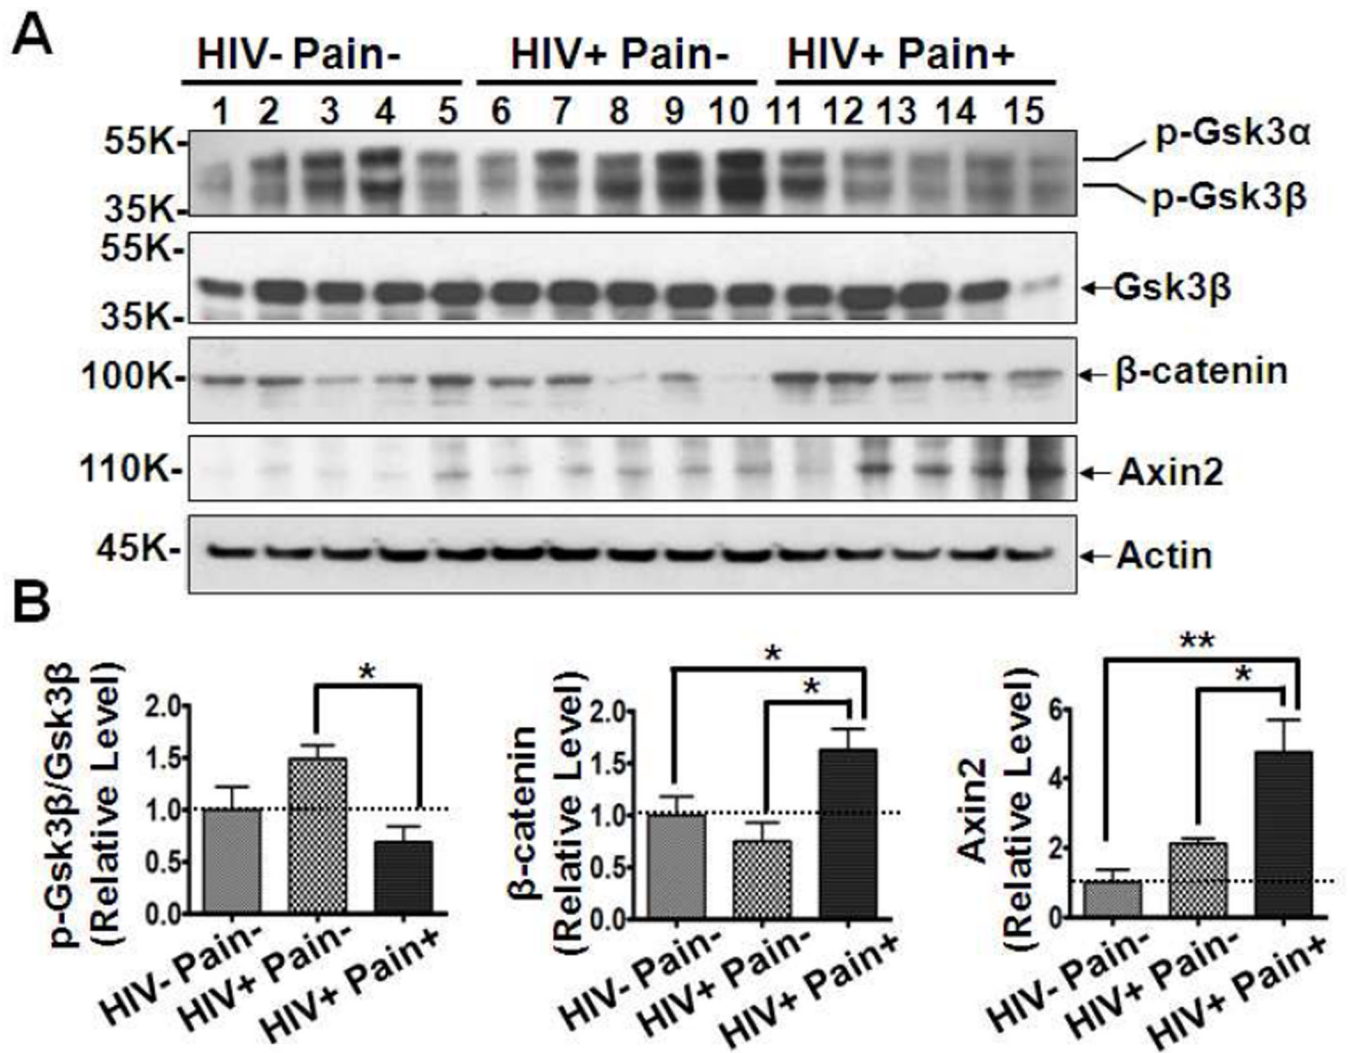 A
HIV- Pain- HIV+ Pain- HIV+ Pain+
1 2 3 4 5 6 7 8 9 10 11 12 13 14 15
55K-
35K-
p-Gsk3α
p-Gsk3β
55K-
35K-
Gsk3β
100K-
β-catenin
110K-
Axin2
45K-
Actin
B
p-Gsk3β/Gsk3β
(Relative Level)
2.0
1.5
1.0
0.5
0.0
*
HIV- Pain-
HIV+ Pain-
HIV+ Pain+
β-catenin
(Relative Level)
2.0
1.5
1.0
0.5
0.0
*
*
HIV- Pain-
HIV+ Pain-
HIV+ Pain+
Axin2
(Relative Level)
6
4
2
0
**
*
HIV- Pain-
HIV+ Pain-
HIV+ Pain+